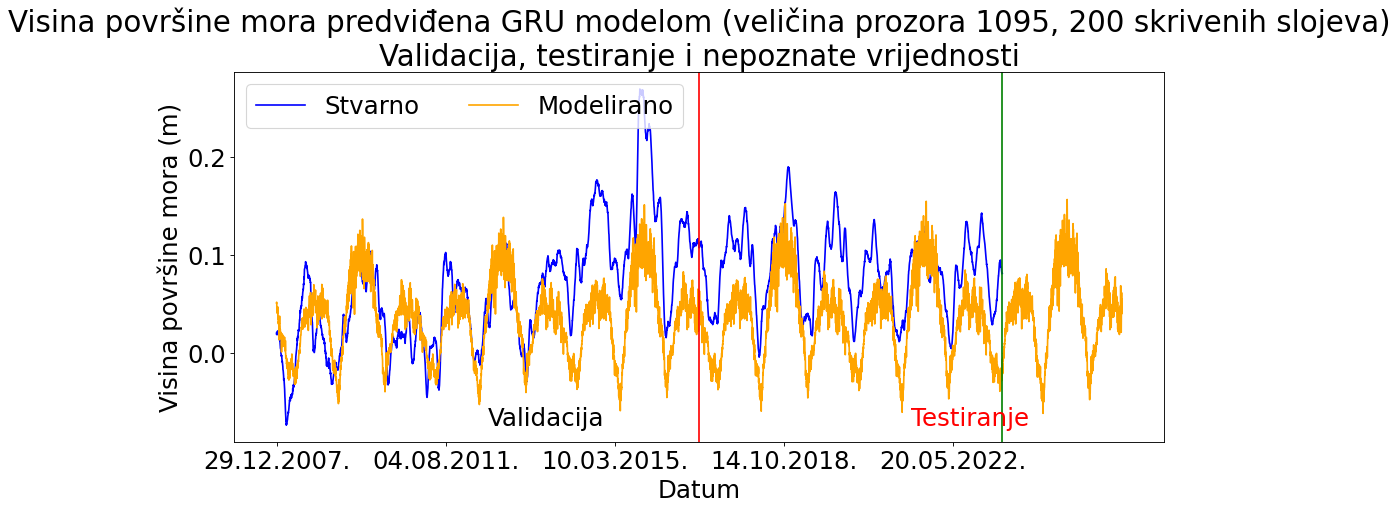 Visina površine mora predviđena GRU modelom (veličina prozora 1095, 200 skrivenih slojeva)
Validacija, testiranje i nepoznate vrijednosti
Stvarno
Modelirano
Visina površine mora (m)
0.2
0.1
0.0
Validacija
Testiranje
29.12.2007.
04.08.2011.
10.03.2015.
14.10.2018.
20.05.2022.
Datum